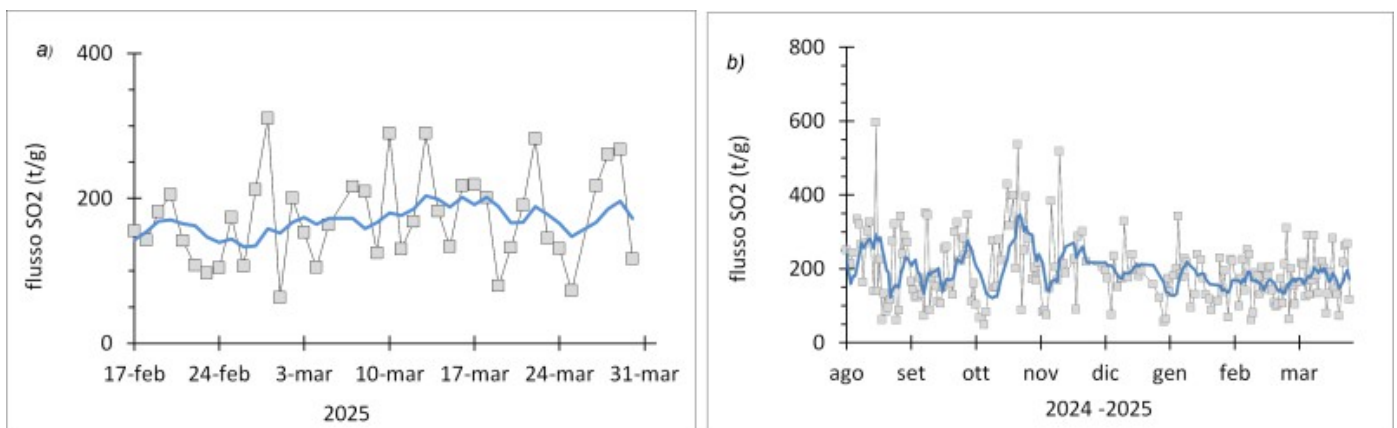 a)
400
200
0
flusso SO2 (t/g)
17-feb 24-feb 3-mar 10-mar 17-mar 24-mar 31-mar
2025
b)
800
600
400
200
0
flusso SO2 (t/g)
ago set ott nov dic gen feb mar
2024 -2025